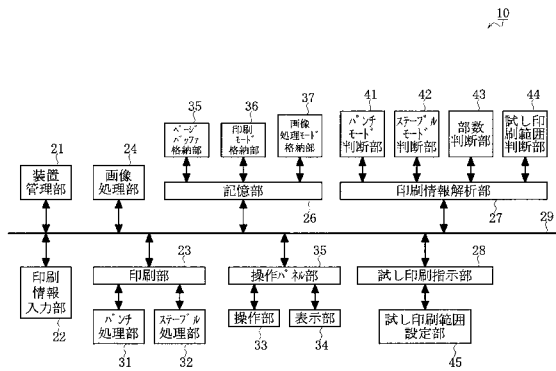 10
35
36
37
41
42
43
44
ページ
バッファ
格納部
印刷
モード
格納部
画像
処理モード
格納部
パンチ
モード
判断部
ステープル
モード
判断部
部数
判断部
試し印
刷範囲
判断部
21
24
装置
管理部
画像
処理部
記憶部
26
印刷情報解析部
27
29
23
35
28
印刷
情報
入力部
22
印刷部
操作パネル部
試し印刷指示部
パンチ
処理部
31
ステープル
処理部
32
操作部
33
表示部
34
試し印刷範囲
設定部
45